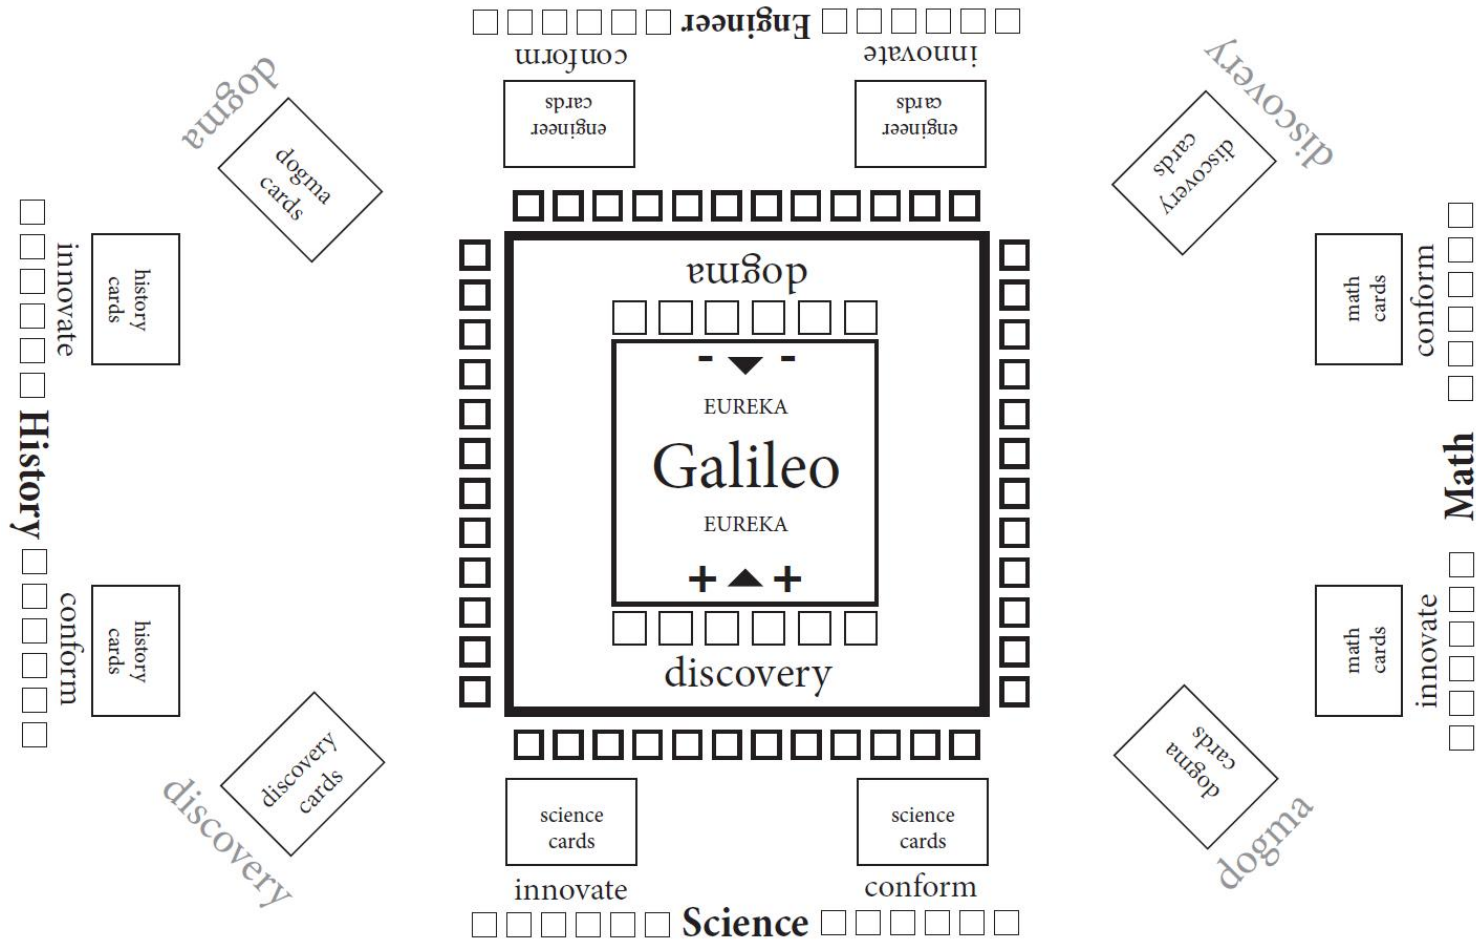 Engineer
conform
innovate
engineer
cards
engineer
cards
dogma
dogma
cards
discovery
discovery
cards
History
innovate
history
cards
conform
history
cards
discovery
discovery
cards
dogma
- -
EUREKA
Galileo
EUREKA
+ +
discovery
Math
conform
math
cards
innovate
math
cards
dogma
dogma
cards
science
cards
science
cards
innovate
conform
Science